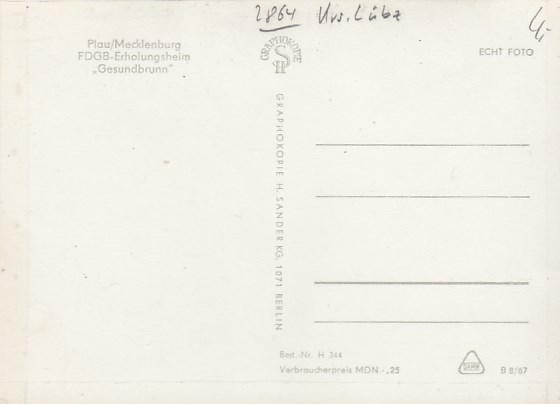 2864 Krs. Lübz
4,-
Plau/Mecklenburg
FDGB-Erholungsheim
„Gesundbrunn"
GRAPHOKOPIE
H S
ECHT FOTO
GRAPHOKOPIE H. SANDER KG. 1071 BERLIN
Best.-Nr. H 344
Verbraucherpreis MDN -,25
B 8/67